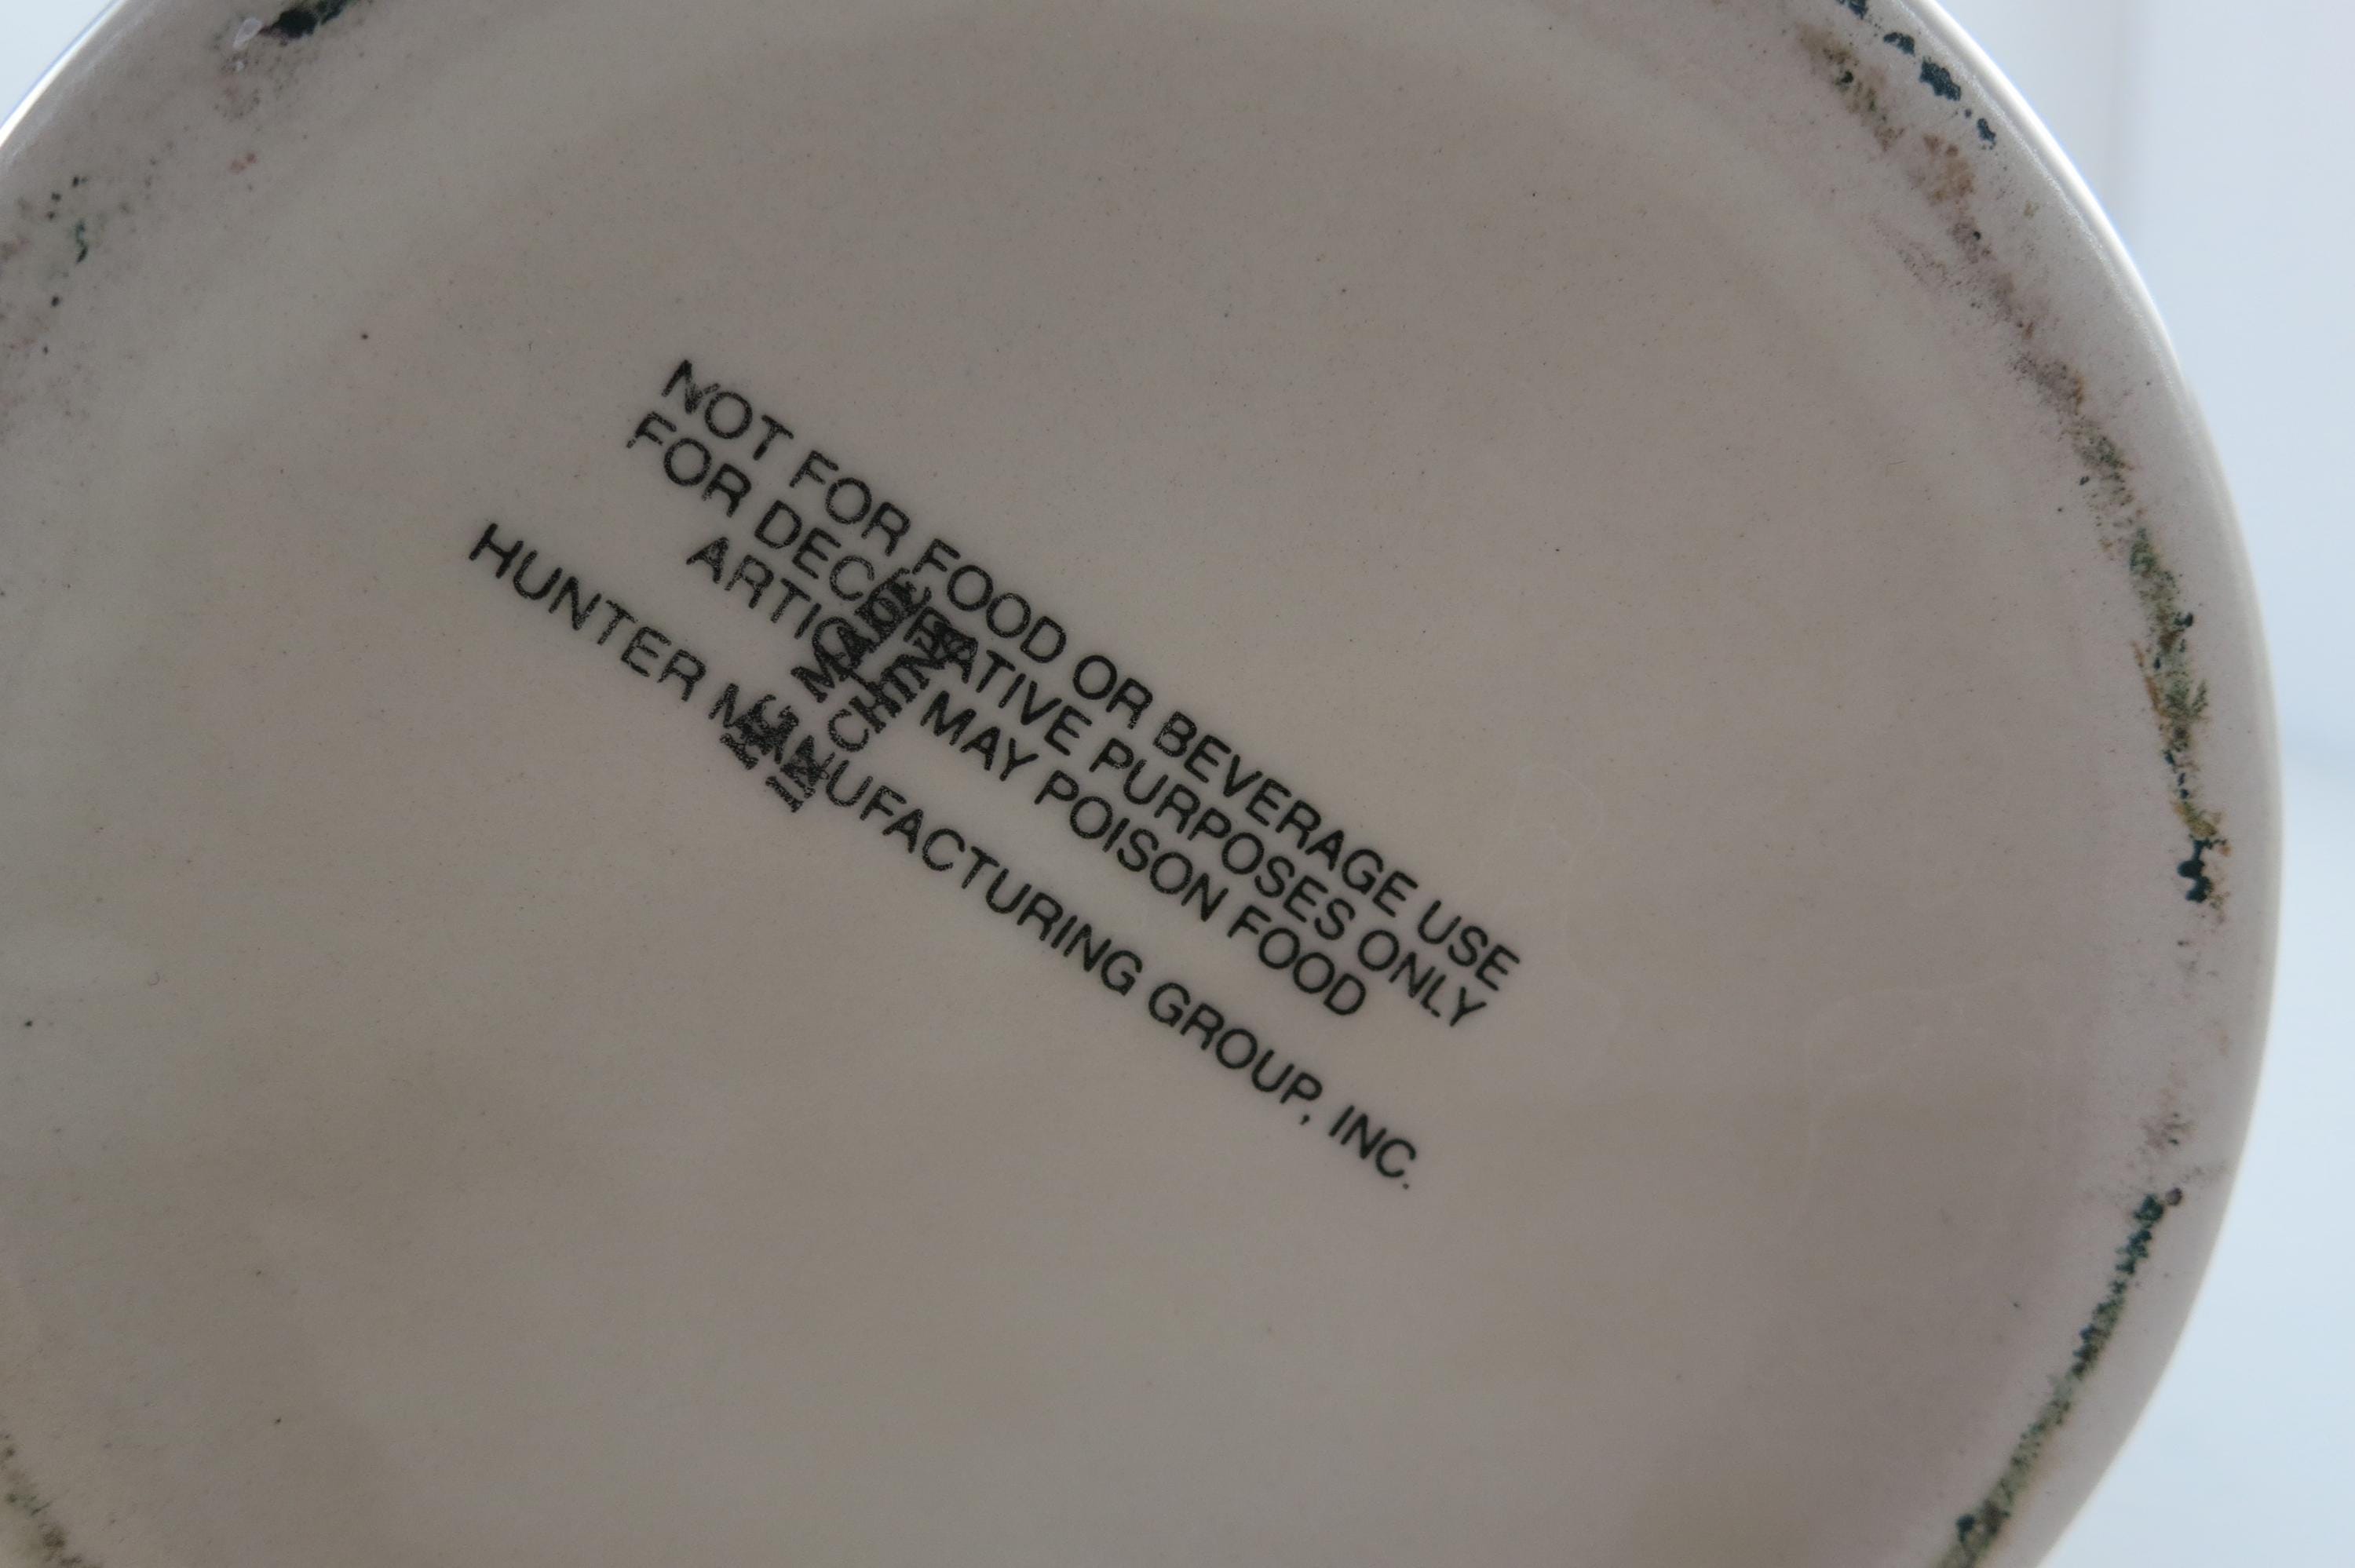 NOT FOR FOOD OR BEVERAGE USE
FOR DECORATIVE PURPOSES ONLY
ARTICLE MAY POISON FOOD
HUNTER MANUFACTURING GROUP, INC.
MADE
CHINA